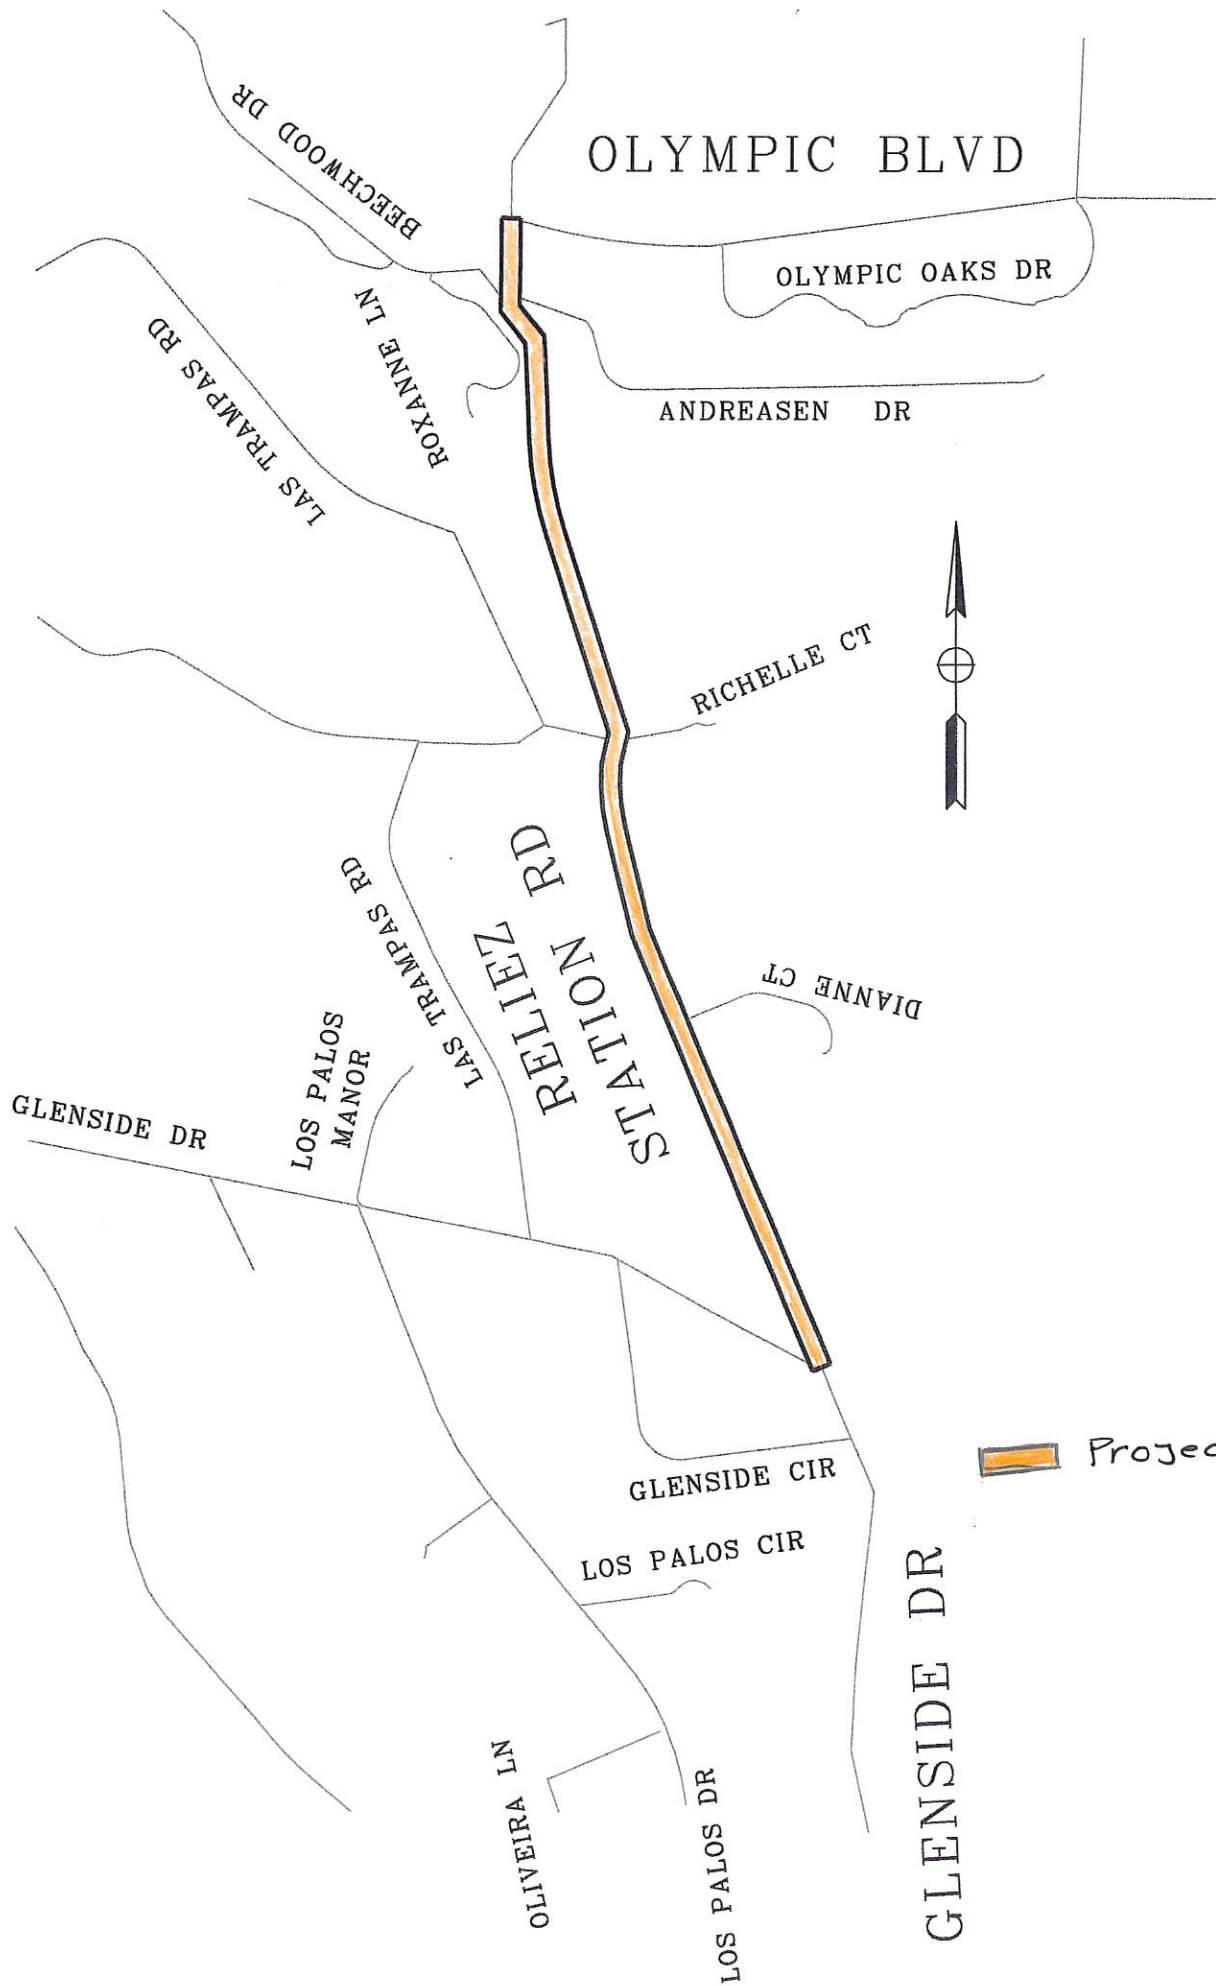 OLYMPIC BLVD
BEECHWOOD DR
OLYMPIC OAKS DR
ROXANNE LN
LAS TRAMPAS RD
ANDREASEN DR
RICHELLE CT
RELIEZ
STATION RD
LAS TRAMPAS RD
DIANNE CT
LOS PALOS
MANOR
GLENSIDE DR
GLENSIDE CIR
Projec
LOS PALOS CIR
GLENSIDE DR
OLIVEIRA LN
LOS PALOS DR